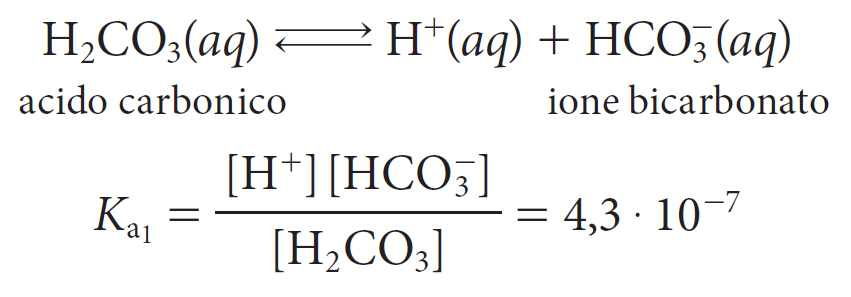 H₂CO₃(aq) ⇌ H⁺(aq) + HCO₃⁻(aq)
acido carbonico ione bicarbonato
Kₐ₁ = [H⁺][HCO₃⁻] / [H₂CO₃] = 4,3 · 10⁻⁷